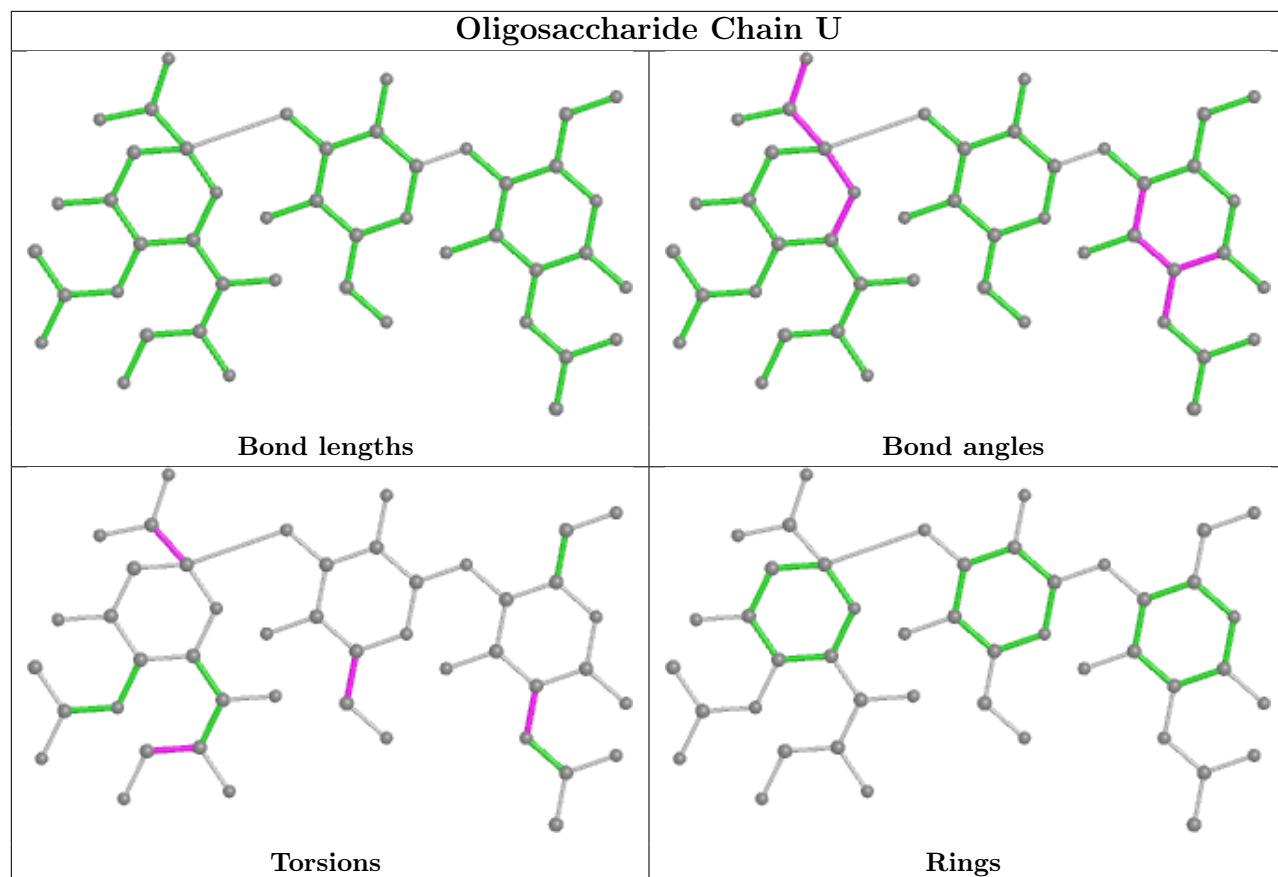 Oligosaccharide Chain U
Bond lengths
Bond angles
Torsions
Rings